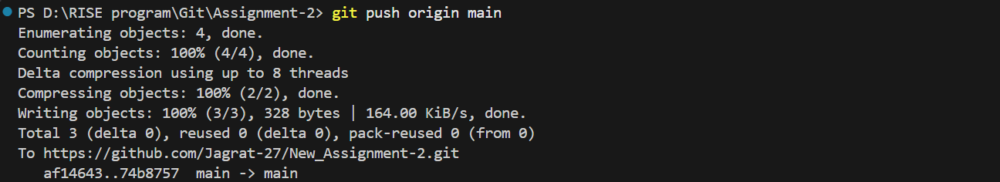 PS D:\RISE program\Git\Assignment-2> git push origin main
Enumerating objects: 4, done.
Counting objects: 100% (4/4), done.
Delta compression using up to 8 threads
Compressing objects: 100% (2/2), done.
Writing objects: 100% (3/3), 328 bytes | 164.00 KiB/s, done.
Total 3 (delta 0), reused 0 (delta 0), pack-reused 0 (from 0)
To https://github.com/Jagrat-27/New_Assignment-2.git
   af14643..74b8757  main -> main